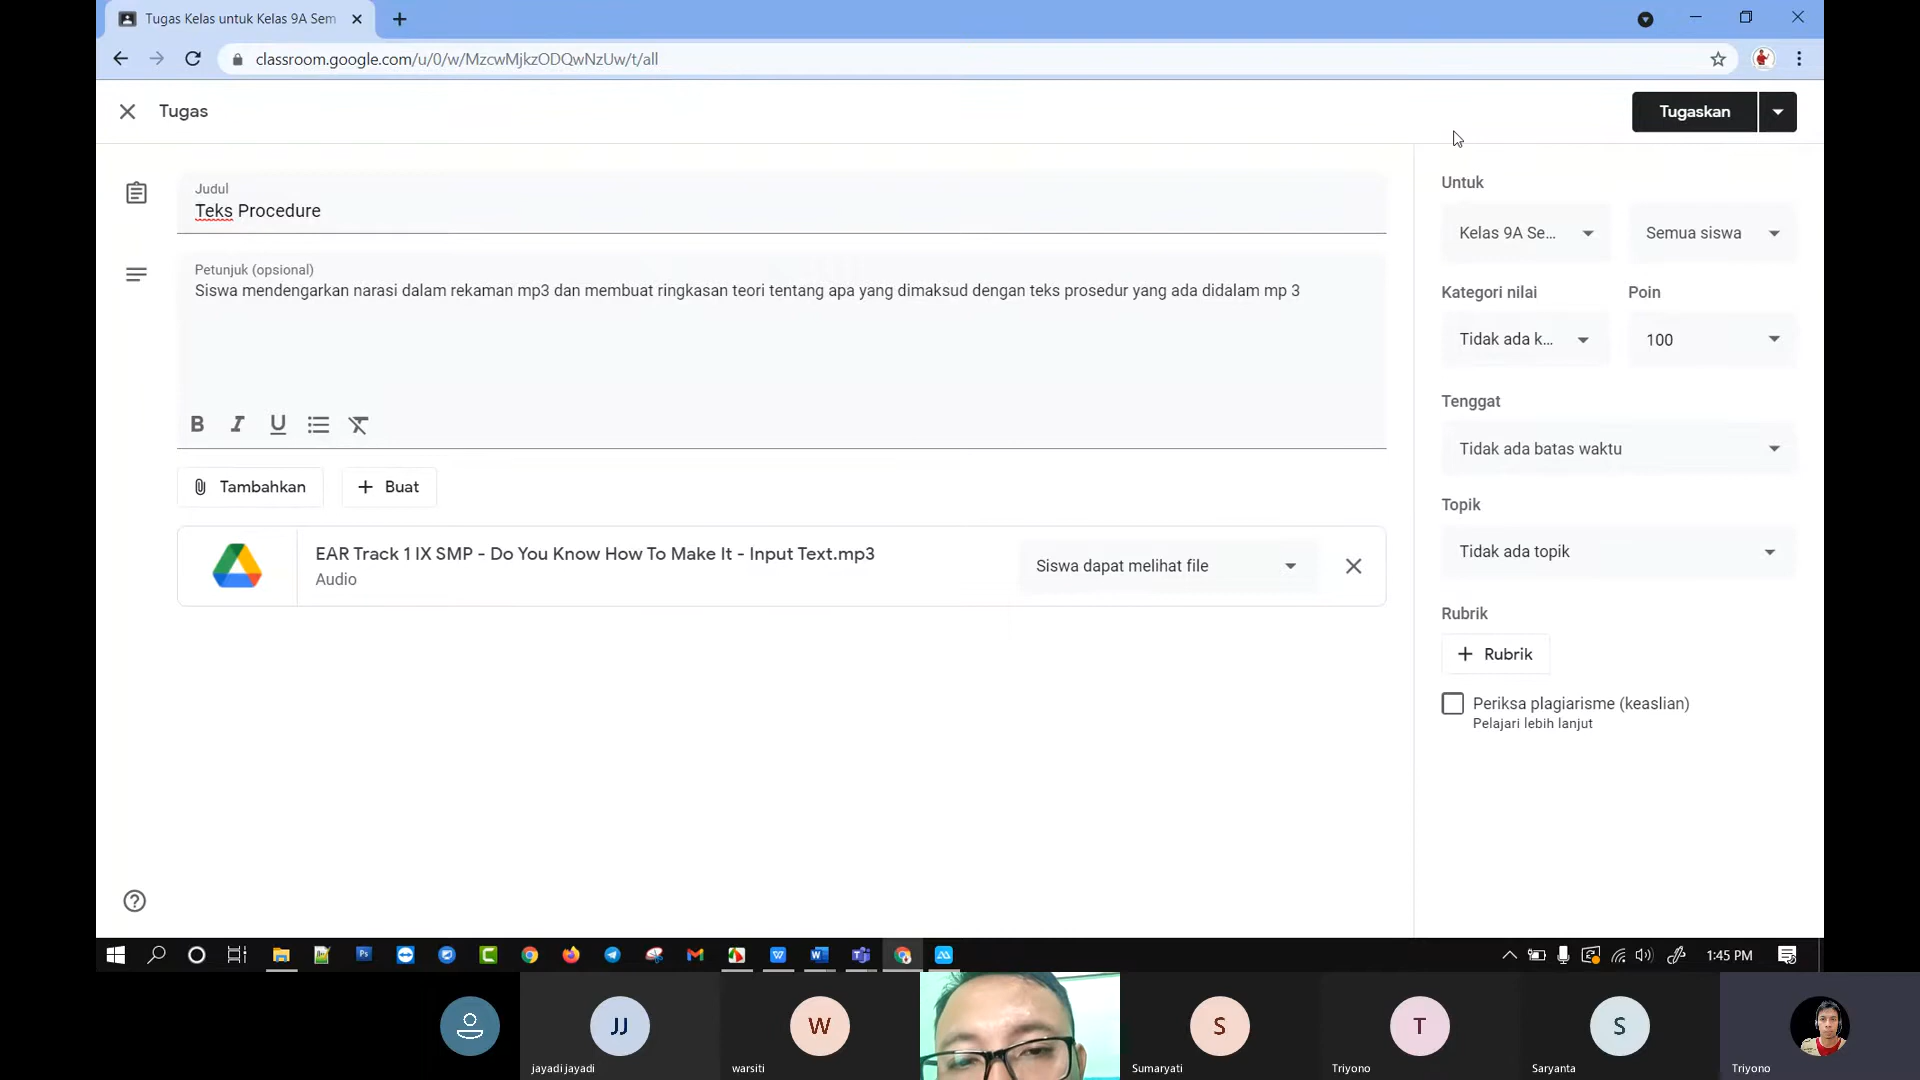 Tugas Kelas untuk Kelas 9A Sem
classroom.google.com/u/0/w/MzcwMjkzODQwNzUw/t/all
Tugas
Tugaskan
Judul
Teks Procedure
Petunjuk (opsional)
Siswa mendengarkan narasi dalam rekaman mp3 dan membuat ringkasan teori tentang apa yang dimaksud dengan teks prosedur yang ada didalam mp 3
B I U
Tambahkan
Buat
EAR Track 1 IX SMP - Do You Know How To Make It - Input Text.mp3
Audio
Siswa dapat melihat file
Untuk
Kelas 9A Se...
Semua siswa
Kategori nilai
Poin
Tidak ada k...
100
Tenggat
Tidak ada batas waktu
Topik
Tidak ada topik
Rubrik
Rubrik
Periksa plagiarisme (keaslian)
Pelajari lebih lanjut
1:45 PM
JJ
jayadi jayadi
W
warsiti
S
Sumaryati
T
Triyono
S
Saryanta
Triyono